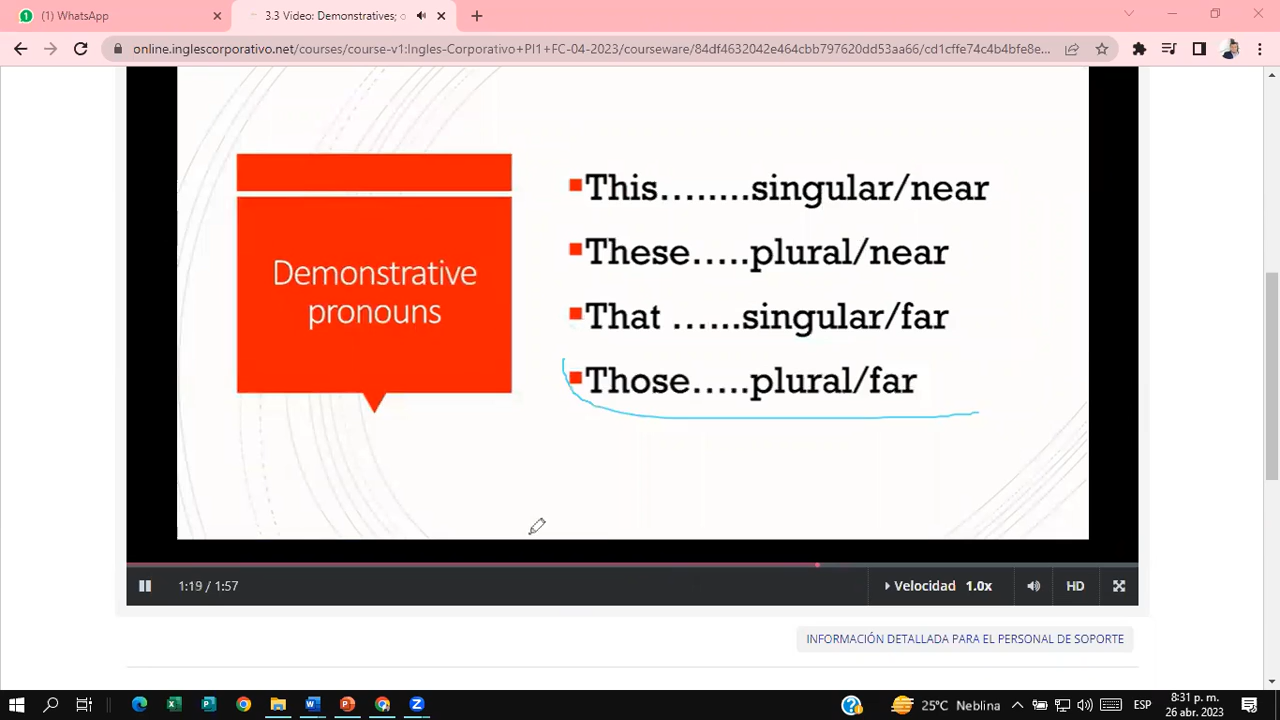 (1) WhatsApp
3.3 Video: Demonstratives; o
online.inglescorporativo.net/courses/course-v1:Ingles-Corporativo+PI1+FC-04-2023/courseware/84df4632042e464cbb797620dd53aa66/cd1cffe74c4b4bfe8e...
Demonstrative
pronouns
This........singular/near
These.....plural/near
That ......singular/far
Those.....plural/far
1:19 / 1:57
Velocidad 1.0x
HD
INFORMACIÓN DETALLADA PARA EL PERSONAL DE SOPORTE
25°C Neblina
ESP
8:31 p. m.
26 abr. 2023